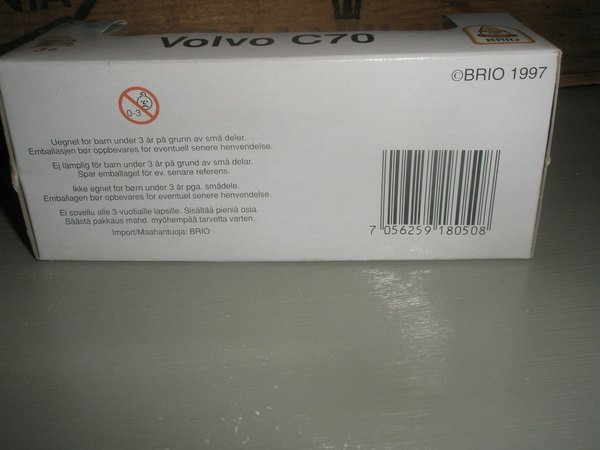 Volvo C70
BRIO
©BRIO 1997
0-3
Uegnet for barn under 3 år på grunn av små deler.
Emballasjen bør oppbevares for eventuell senere henvendelse.
Ej lämplig för barn under 3 år på grund av små delar.
Spar emballaget för ev. senare referens.
Ikke egnet for børn under 3 år pga. smådele.
Emballagen bør opbevares for eventuel senere henvendelse.
Ei sovellu alle 3-vuotiaille lapsille. Sisältää pieniä osia.
Säästä pakkaus mahd. myöhempää tarvetta varten.
Import/Maahantuoja: BRIO
7 056259 180508